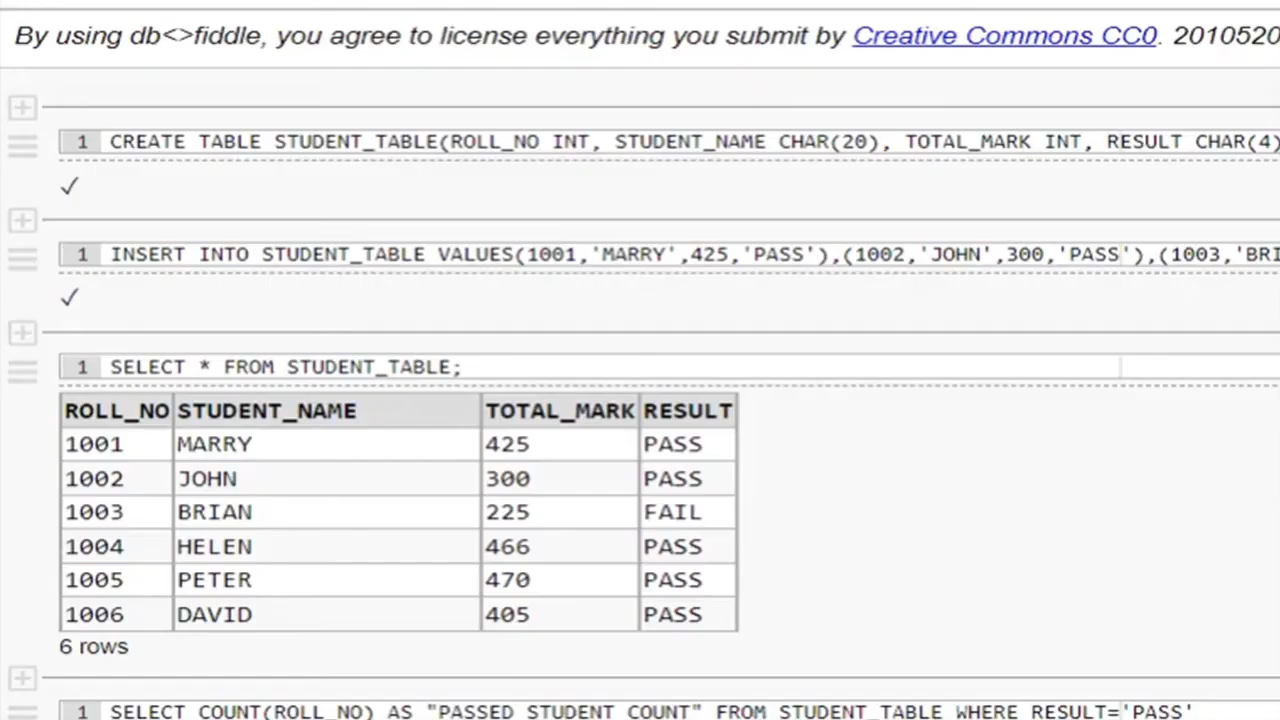 By using db<>fiddle, you agree to license everything you submit by Creative Commons CC0. 2010520
1 CREATE TABLE STUDENT_TABLE(ROLL_NO INT, STUDENT_NAME CHAR(20), TOTAL_MARK INT, RESULT CHAR(4)
✓
1 INSERT INTO STUDENT_TABLE VALUES(1001,'MARRY',425,'PASS'),(1002,'JOHN',300,'PASS'),(1003,'BRI
✓
1 SELECT * FROM STUDENT_TABLE;
ROLL_NO STUDENT_NAME TOTAL_MARK RESULT
1001 MARRY 425 PASS
1002 JOHN 300 PASS
1003 BRIAN 225 FAIL
1004 HELEN 466 PASS
1005 PETER 470 PASS
1006 DAVID 405 PASS
6 rows
1 SELECT COUNT(ROLL_NO) AS "PASSED STUDENT COUNT" FROM STUDENT_TABLE WHERE RESULT='PASS'